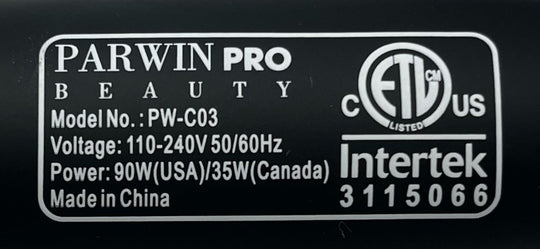 PARWIN PRO
BEAUTY
Model No.: PW-C03
Voltage: 110-240V 50/60Hz
Power: 90W(USA)/35W(Canada)
Made in China
ETL CM
C US
LISTED
Intertek
3115066